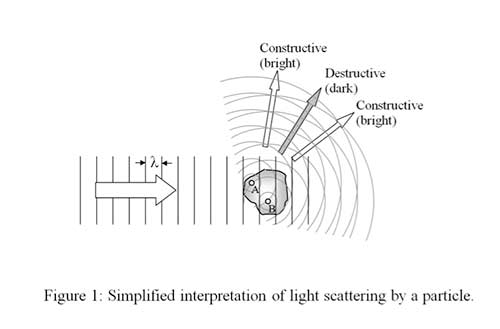 Constructive
(bright)
Destructive
(dark)
Constructive
(bright)
λ
A
B
Figure 1: Simplified interpretation of light scattering by a particle.